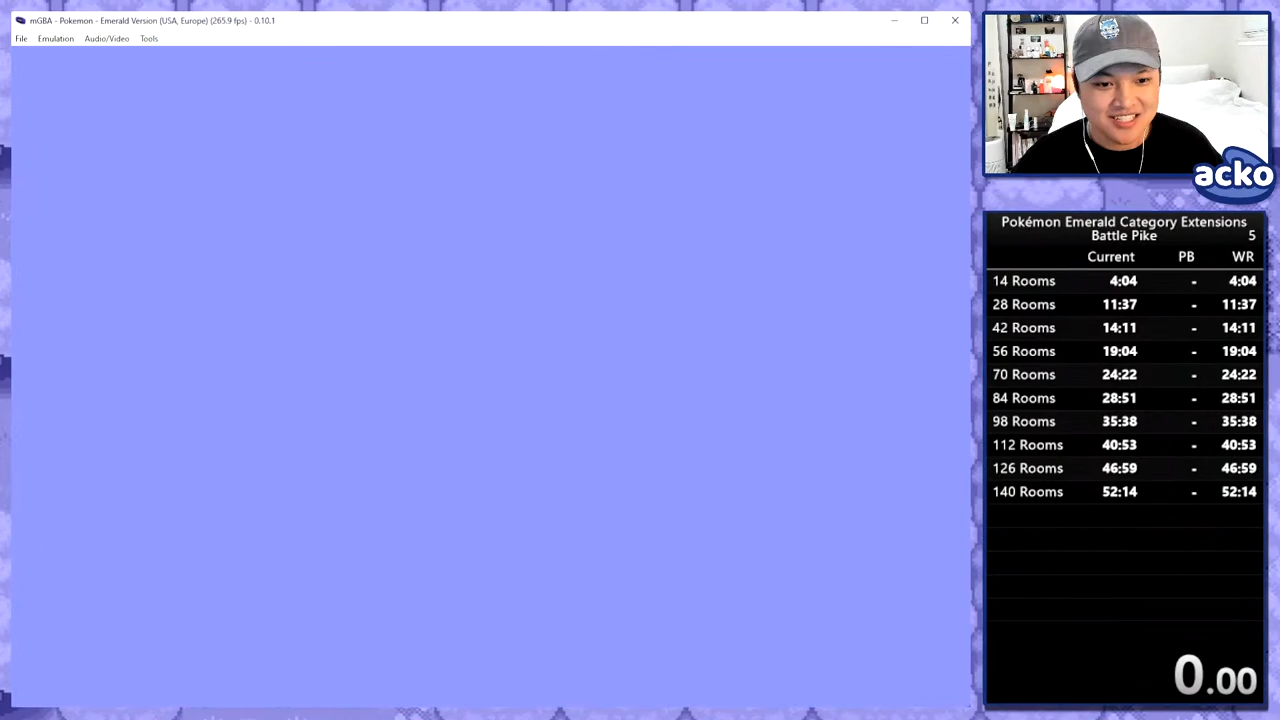 mGBA - Pokemon - Emerald Version (USA, Europe) (265.9 fps) - 0.10.1
File Emulation Audio/Video Tools
acko
Pokémon Emerald Category Extensions
Battle Pike 5
Current PB WR
14 Rooms 4:04 - 4:04
28 Rooms 11:37 - 11:37
42 Rooms 14:11 - 14:11
56 Rooms 19:04 - 19:04
70 Rooms 24:22 - 24:22
84 Rooms 28:51 - 28:51
98 Rooms 35:38 - 35:38
112 Rooms 40:53 - 40:53
126 Rooms 46:59 - 46:59
140 Rooms 52:14 - 52:14
0.00